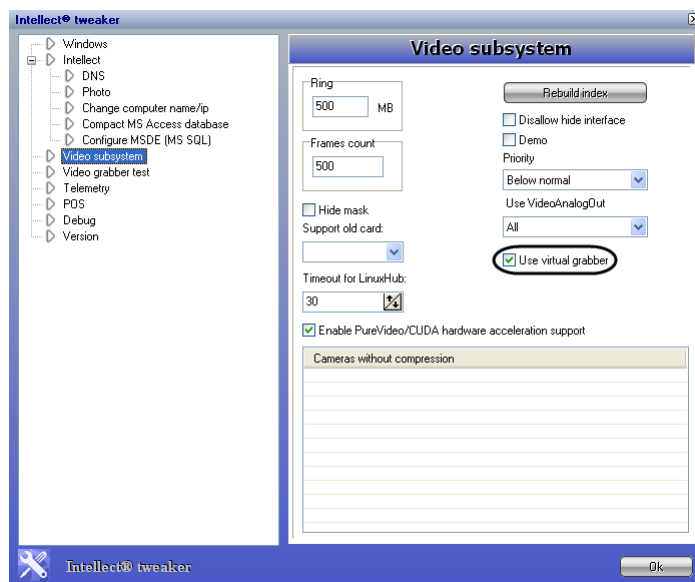 Intellect® tweaker
Windows
Intellect
DNS
Photo
Change computer name/ip
Compact MS Access database
Configure MSDE (MS SQL)
Video subsystem
Video grabber test
Telemetry
POS
Debug
Version
Video subsystem
Ring
500 MB
Frames count
500
Hide mask
Support old card:
Timeout for LinuxHub:
30
Rebuild index
Disallow hide interface
Demo
Priority
Below normal
Use VideoAnalogOut
All
Use virtual grabber
Enable PureVideo/CUDA hardware acceleration support
Cameras without compression
Intellect® tweaker
Ok